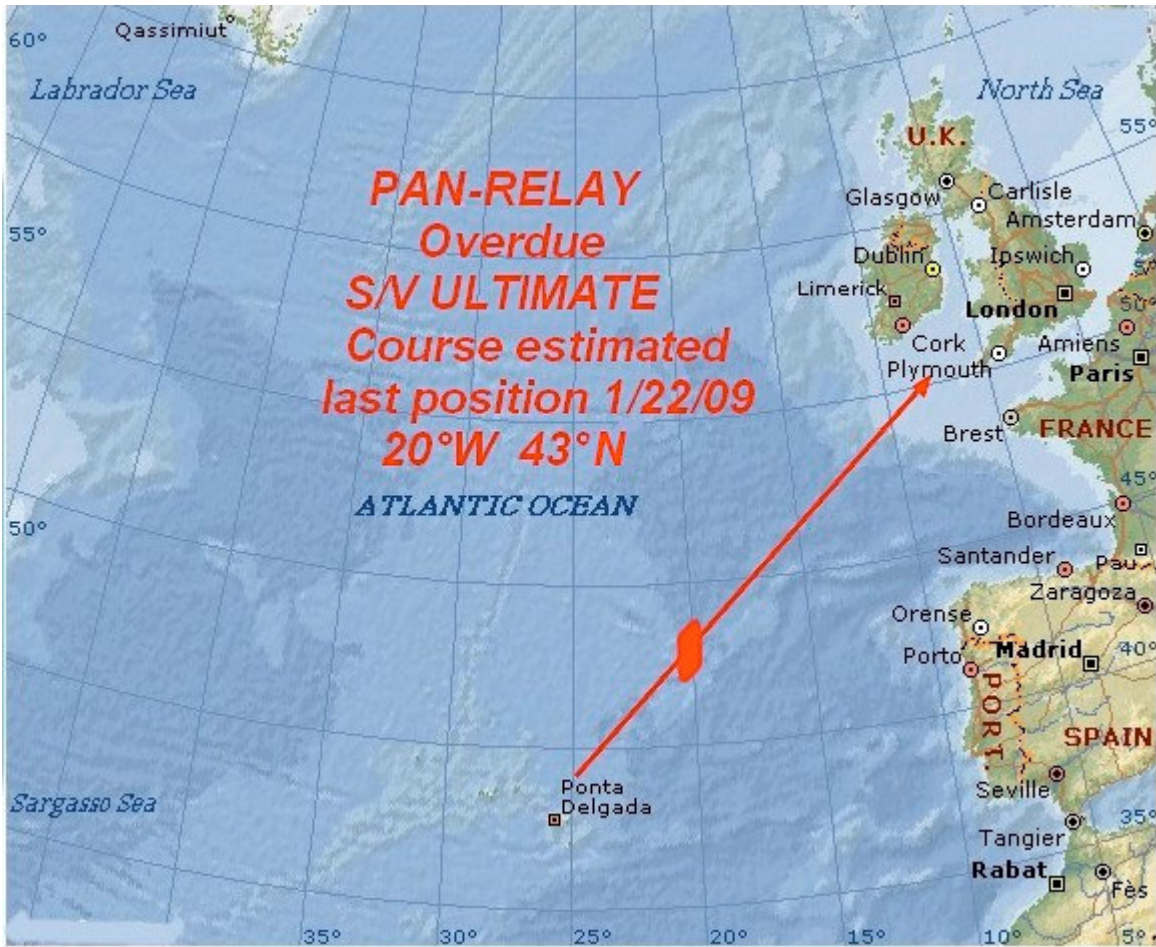 Qassimiut
60°
Labrador Sea
North Sea
55°
U.K.
PAN-RELAY
Overdue
S/V ULTIMATE
Course estimated
last position 1/22/09
20°W 43°N
Glasgow
Carlisle
Amsterdam
55°
Dublin
Ipswich
Limerick
London
50°
Cork
Plymouth
Amiens
Paris
Brest
FRANCE
ATLANTIC OCEAN
50°
45°
Bordeaux
Santander
Pau
Zaragoza
Orense
Porto
Madrid
40°
PORT.
SPAIN
Ponta
Delgada
Seville
Sargasso Sea
35°
Tangier
Rabat
Fès
35°
30°
25°
20°
15°
10°
5°